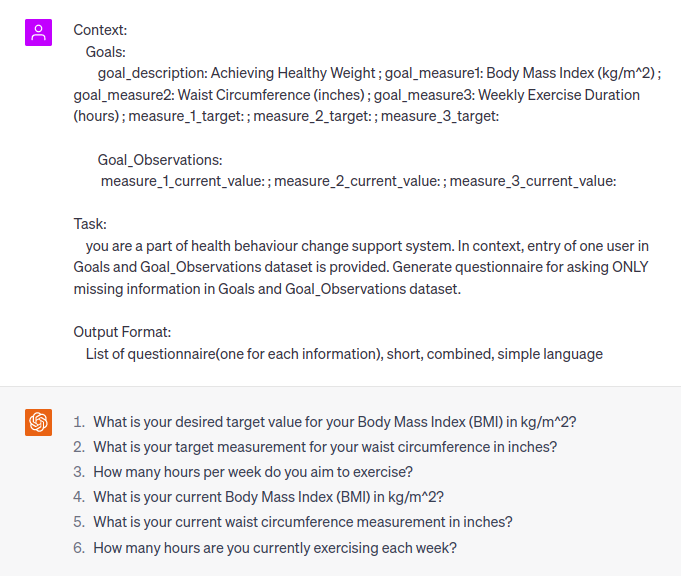 Context:
Goals:
goal_description: Achieving Healthy Weight ; goal_measure1: Body Mass Index (kg/m^2) ;
goal_measure2: Waist Circumference (inches) ; goal_measure3: Weekly Exercise Duration
(hours) ; measure_1_target: ; measure_2_target: ; measure_3_target:
Goal_Observations:
measure_1_current_value: ; measure_2_current_value: ; measure_3_current_value:
Task:
you are a part of health behaviour change support system. In context, entry of one user in
Goals and Goal_Observations dataset is provided. Generate questionnaire for asking ONLY
missing information in Goals and Goal_Observations dataset.
Output Format:
List of questionnaire(one for each information), short, combined, simple language
1. What is your desired target value for your Body Mass Index (BMI) in kg/m^2?
2. What is your target measurement for your waist circumference in inches?
3. How many hours per week do you aim to exercise?
4. What is your current Body Mass Index (BMI) in kg/m^2?
5. What is your current waist circumference measurement in inches?
6. How many hours are you currently exercising each week?